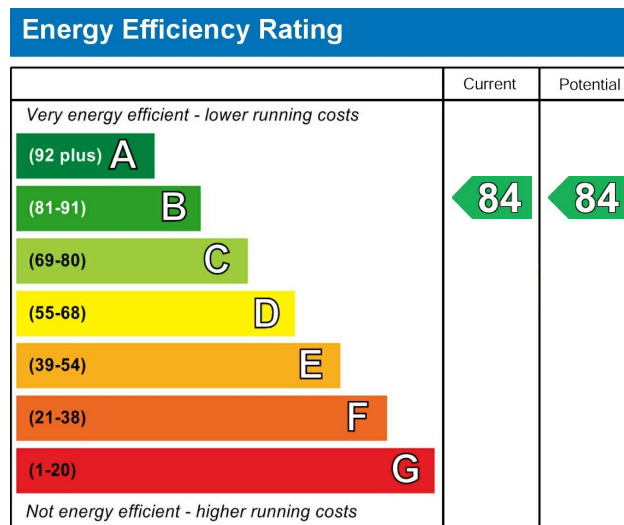 Energy Efficiency Rating
Current Potential
Very energy efficient - lower running costs
(92 plus) A
(81-91) B
84 84
(69-80) C
(55-68) D
(39-54) E
(21-38) F
(1-20) G
Not energy efficient - higher running costs